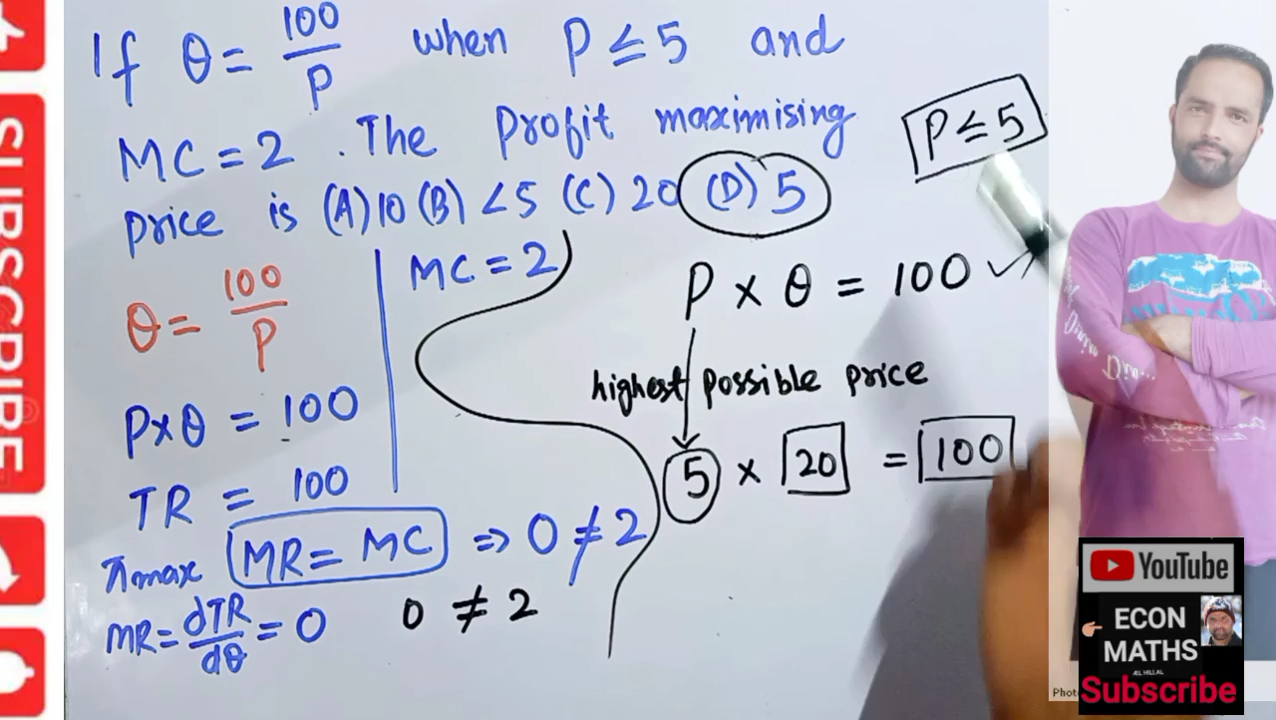 If θ = 100/P when P ≤ 5 and
MC = 2 . The Profit maximising
Price is (A) 10 (B) < 5 (C) 20 (D) 5
P ≤ 5
θ = 100/P
P × θ = 100
TR = 100
πmax MR = MC ⇒ 0 ≠ 2
MR = dTR/dθ = 0 0 ≠ 2
MC = 2
P × θ = 100 ✓
highest possible price
5 × 20 = 100
SUBSCRIBE
YouTube
ECON
MATHS
Subscribe